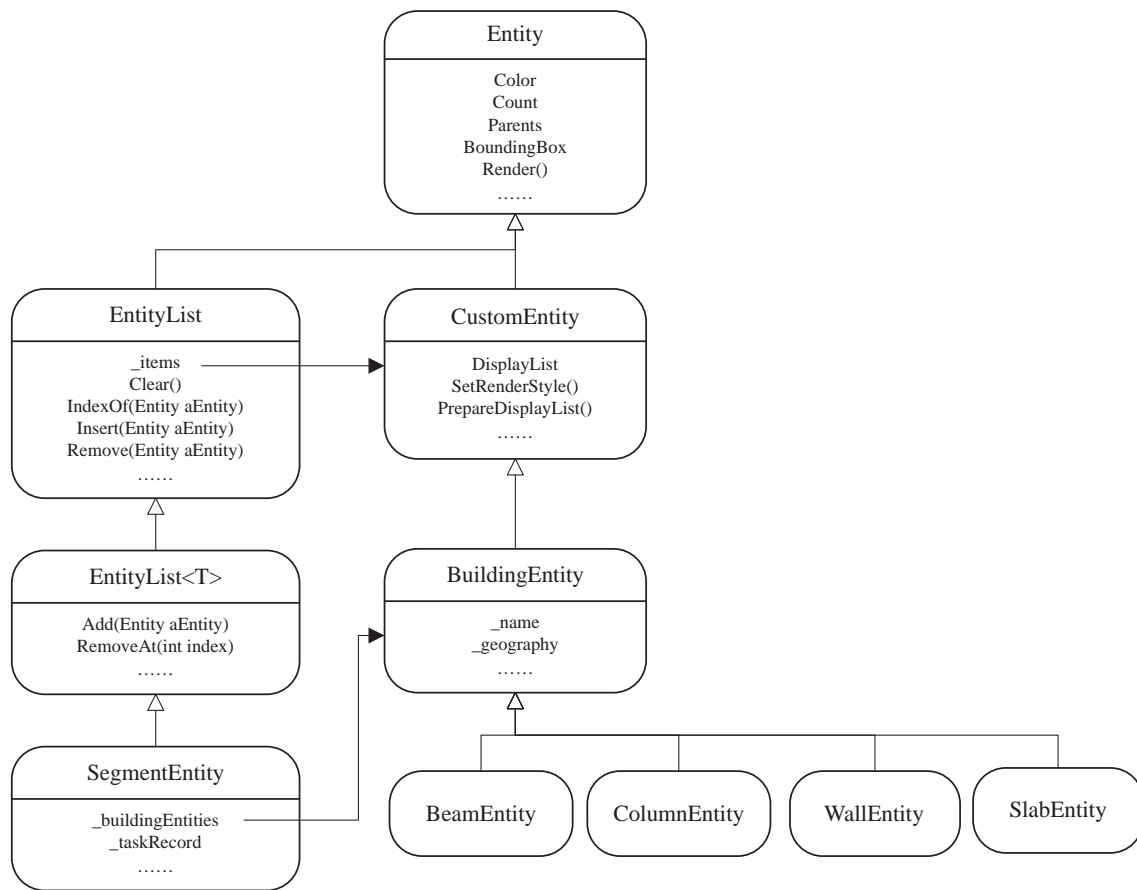 Entity
Color
Count
Parents
BoundingBox
Render()
……
EntityList
_items
Clear()
IndexOf(Entity aEntity)
Insert(Entity aEntity)
Remove(Entity aEntity)
……
CustomEntity
DisplayList
SetRenderStyle()
PrepareDisplayList()
……
EntityList<T>
Add(Entity aEntity)
RemoveAt(int index)
……
BuildingEntity
_name
_geography
……
SegmentEntity
_buildingEntities
_taskRecord
……
BeamEntity
ColumnEntity
WallEntity
SlabEntity